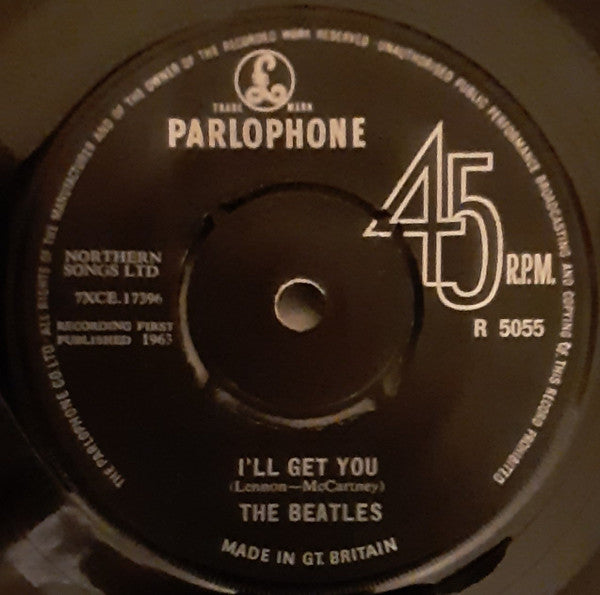 THE PARLOPHONE CO. LTD. ALL RIGHTS OF THE MANUFACTURER AND OF THE OWNER OF THE RECORDED WORK RESERVED. UNAUTHORISED PUBLIC PERFORMANCE BROADCASTING AND COPYING OF THIS RECORD PROHIBITED
£
TRADE MARK
PARLOPHONE
45 R.P.M.
NORTHERN
SONGS LTD
7XCE.17396
RECORDING FIRST
PUBLISHED 1963
R 5055
I'LL GET YOU
(Lennon—McCartney)
THE BEATLES
MADE IN GT. BRITAIN